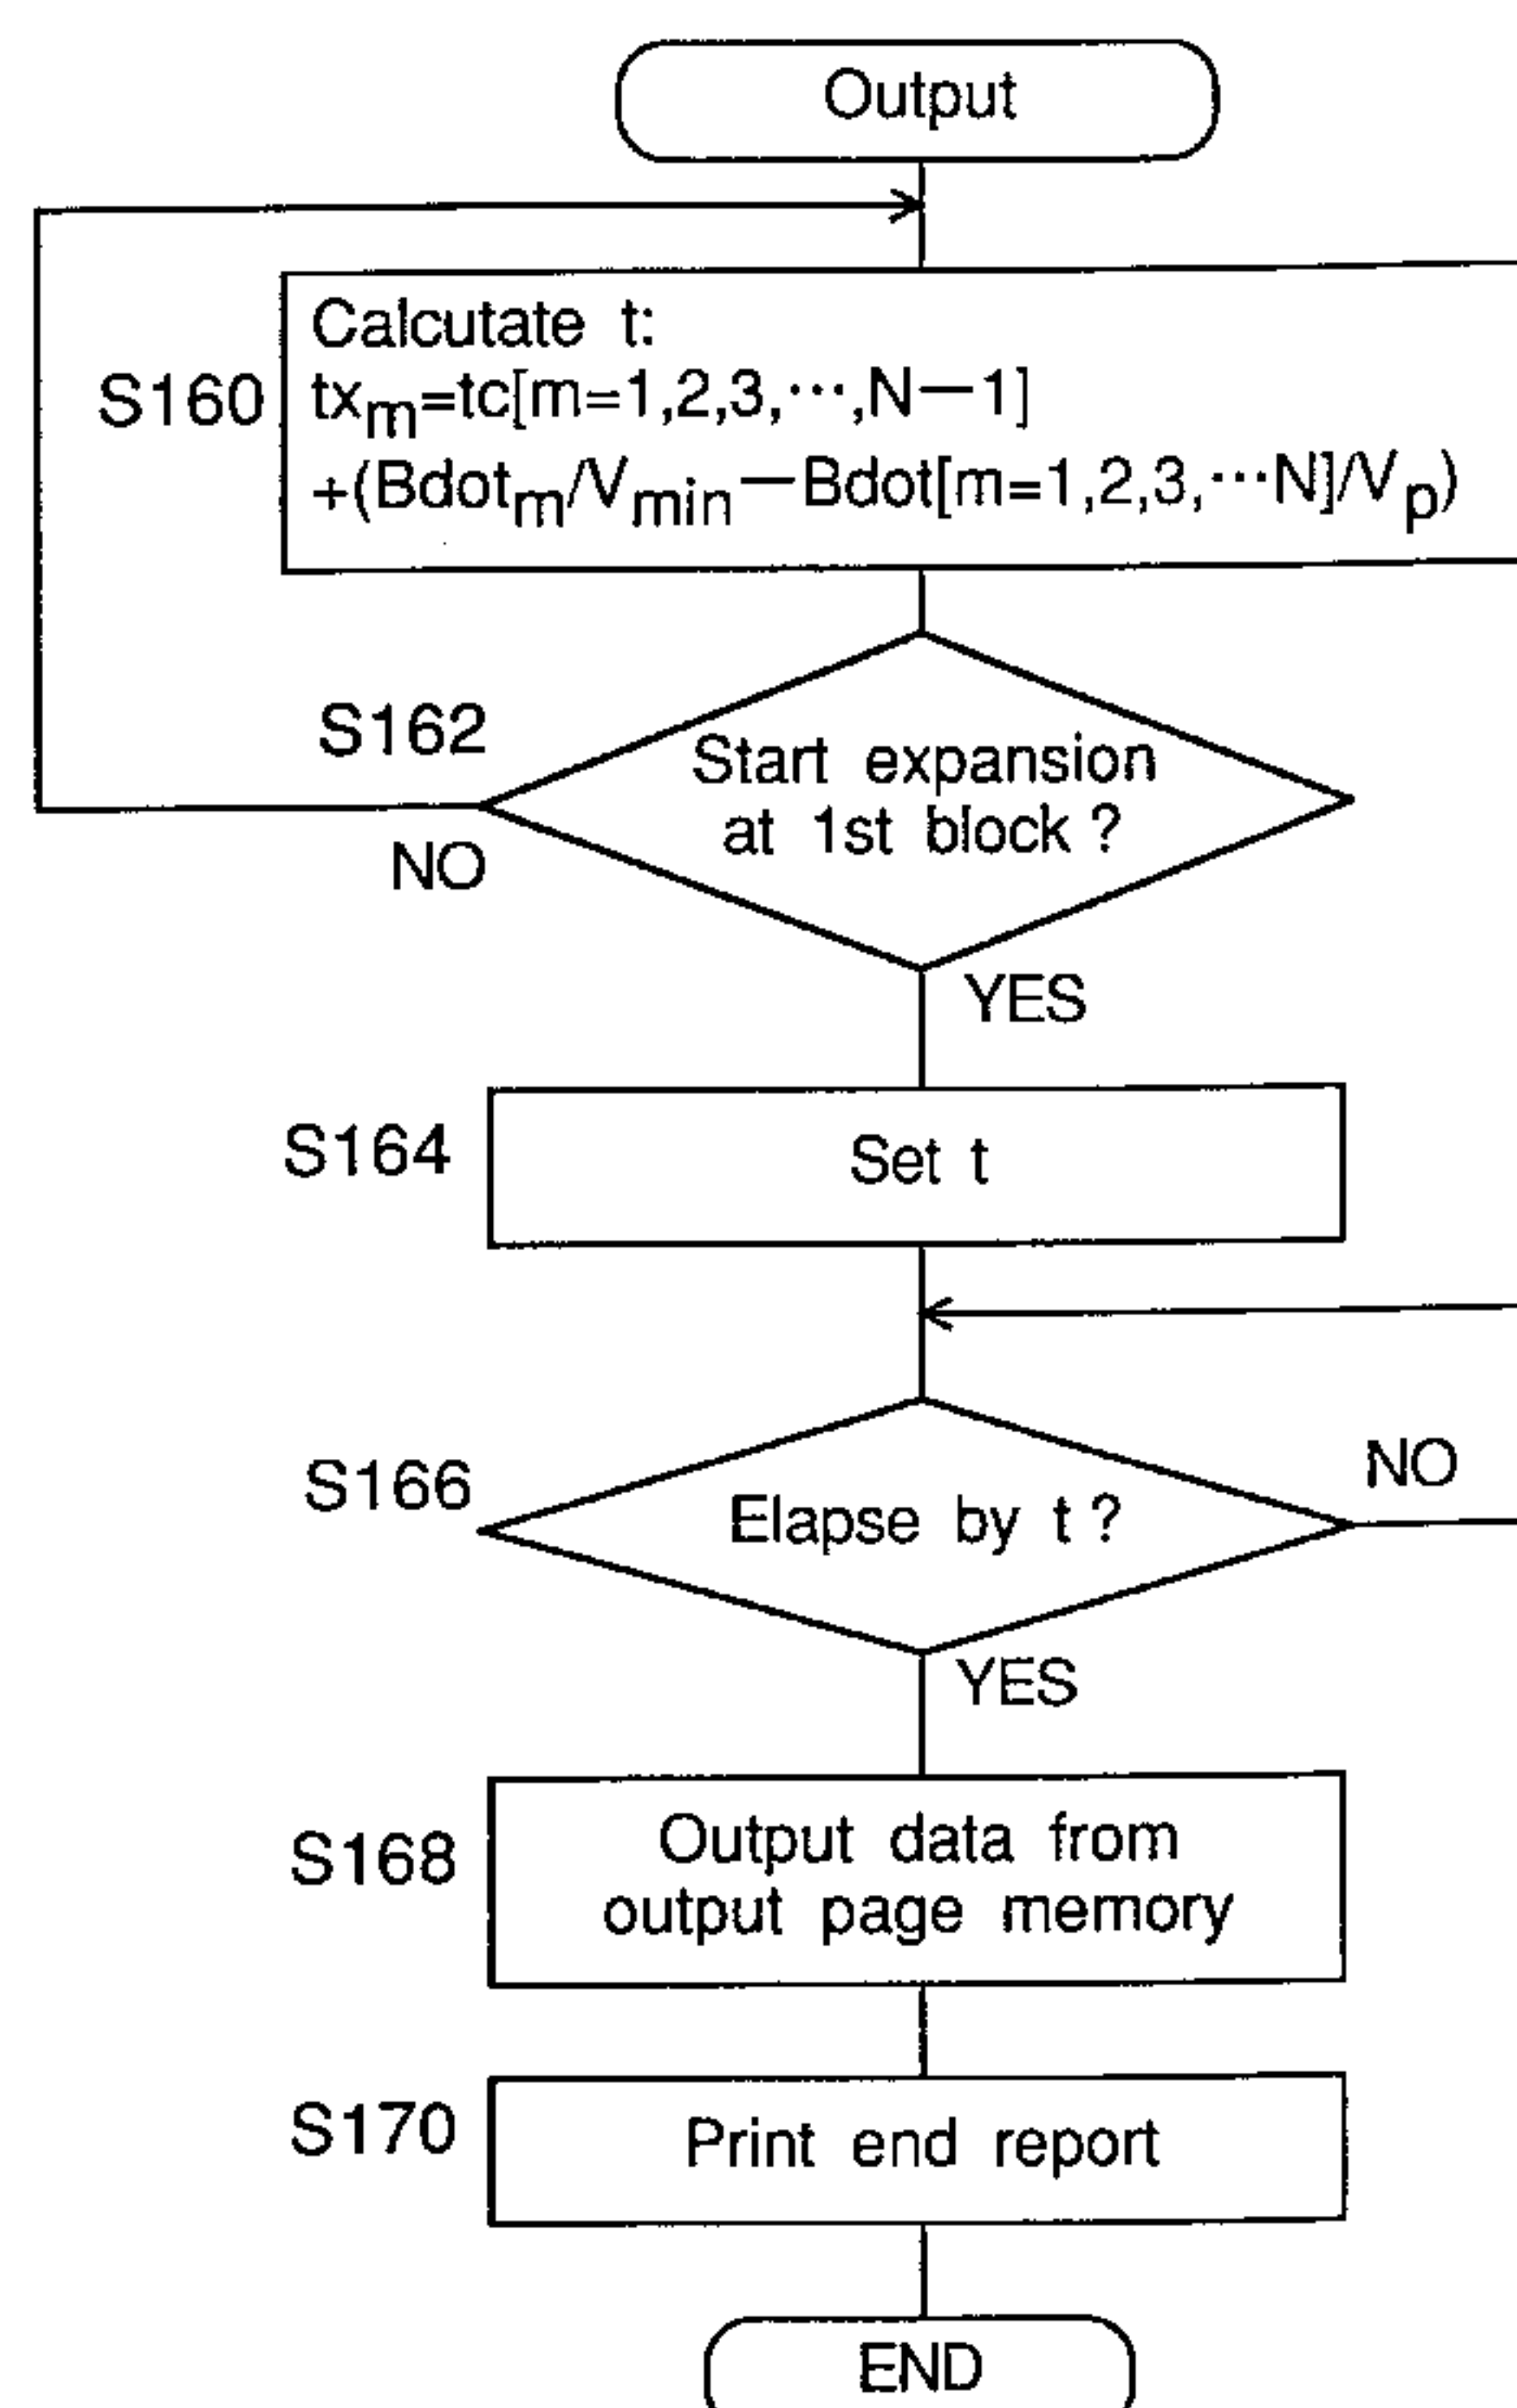 Output
S160
Calcutate t:
tx_m=tc[m=1,2,3,⋯,N−1]
+(Bdot_m/V_min−Bdot[m=1,2,3,⋯N]/V_p)
S162
Start expansion
at 1st block?
NO
YES
S164
Set t
S166
Elapse by t?
NO
YES
S168
Output data from
output page memory
S170
Print end report
END